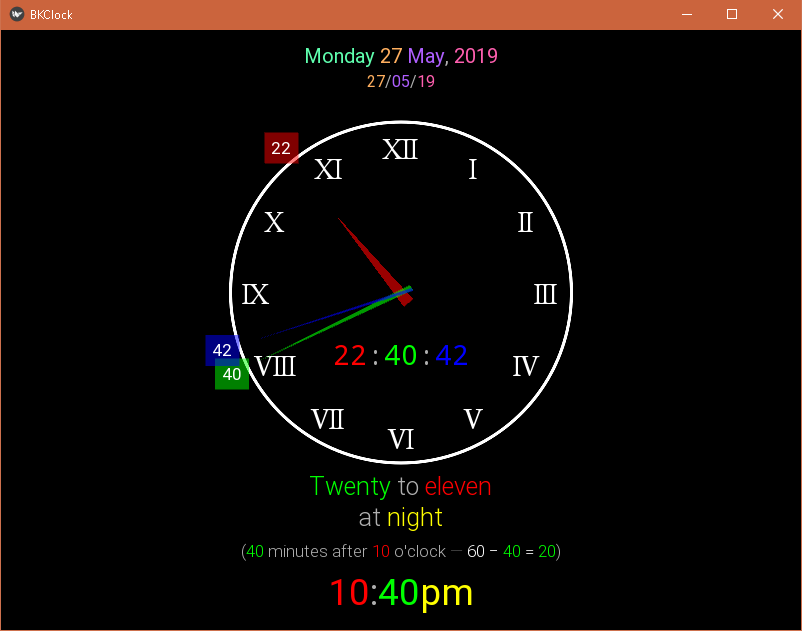 BKClock
Monday 27 May, 2019
27/05/19
XII
XI
I
22
X
II
IX
III
42
VIII
40
IV
22:40:42
VII
V
VI
Twenty to eleven
at night
(40 minutes after 10 o'clock — 60 − 40 = 20)
10:40pm